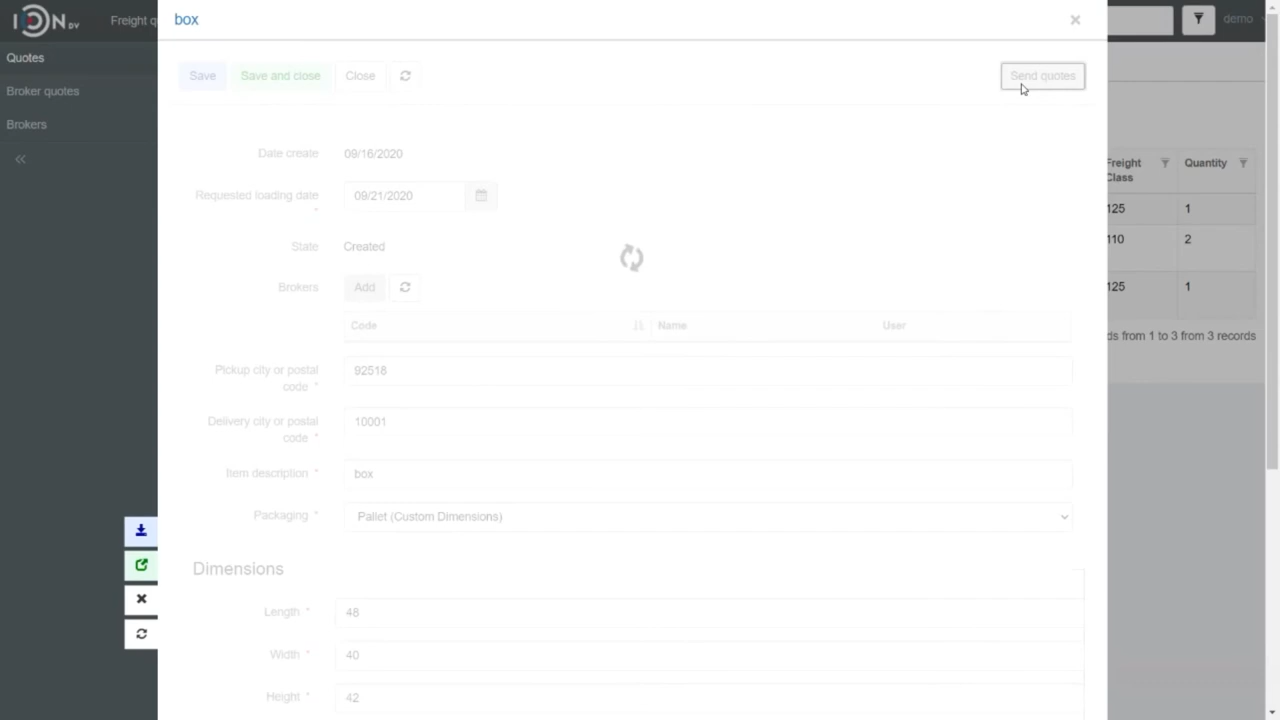 IDN DV
Freight q
box
×
demo
Quotes
Broker quotes
Brokers
Save
Save and close
Close
Send quotes
Date create
09/16/2020
Requested loading date *
09/21/2020
State
Created
Brokers
Add
Code
Name
User
Pickup city or postal
code *
92518
Delivery city or postal
code *
10001
Item description *
box
Packaging *
Pallet (Custom Dimensions)
Dimensions
Length *
48
Width *
40
Height *
42
Freight
Class
Quantity
125
1
110
2
125
1
ds from 1 to 3 from 3 records